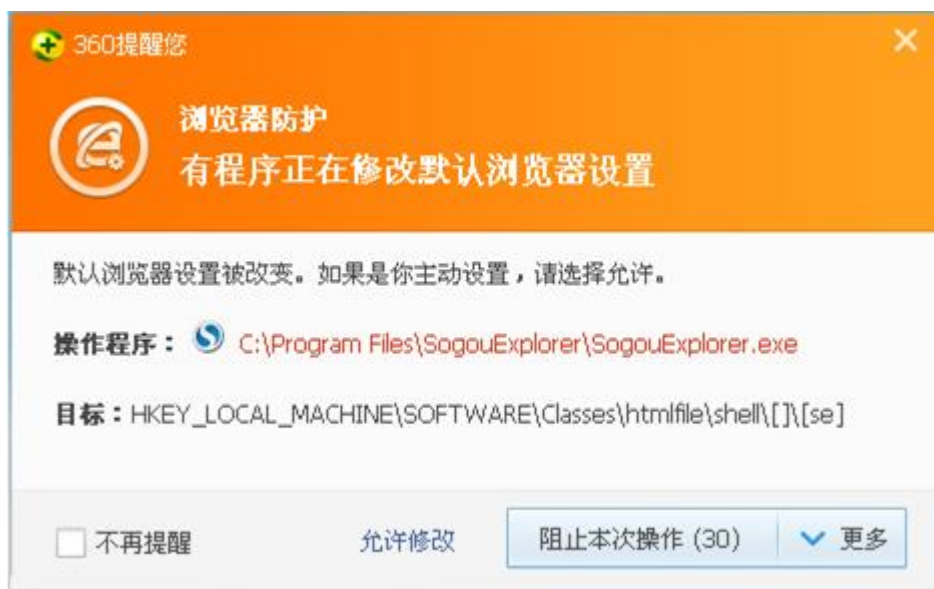 360提醒您
浏览器防护
有程序正在修改默认浏览器设置
默认浏览器设置被改变。如果是你主动设置，请选择允许。
操作程序： C:\Program Files\SogouExplorer\SogouExplorer.exe
目标：HKEY_LOCAL_MACHINE\SOFTWARE\Classes\htmlfile\shell\[]\[se]
不再提醒 允许修改 阻止本次操作 (30) 更多